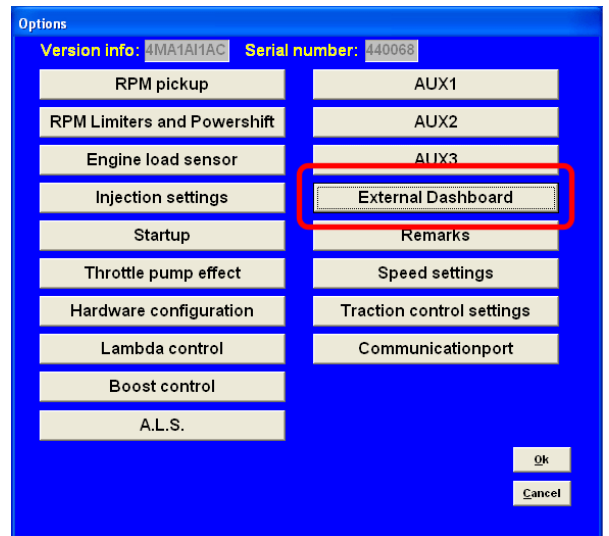 Options
Version info: 4MA1AI1AC Serial number: 440068
RPM pickup
RPM Limiters and Powershift
Engine load sensor
Injection settings
Startup
Throttle pump effect
Hardware configuration
Lambda control
Boost control
A.L.S.
AUX1
AUX2
AUX3
External Dashboard
Remarks
Speed settings
Traction control settings
Communicationport
Ok
Cancel